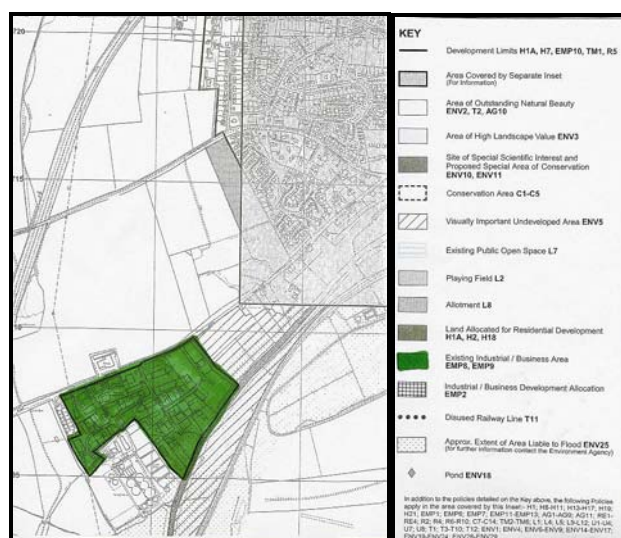 720
715
KEY
Development Limits H1A, H7, EMP10, TM1, R5
Area Covered by Separate Inset
(For Information)
Area of Outstanding Natural Beauty
ENV2, T2, AG10
Area of High Landscape Value ENV3
Site of Special Scientific Interest and
Proposed Special Area of Conservation
ENV10, ENV11
Conservation Area C1-C5
Visually Important Undeveloped Area ENV5
Existing Public Open Space L7
Playing Field L2
Allotment L8
Land Allocated for Residential Development
H1A, H2, H18
Existing Industrial / Business Area
EMP8, EMP9
Industrial / Business Development Allocation
EMP2
Disused Railway Line T11
Approx. Extent of Area Liable to Flood ENV25
(for further information contact the Environment Agency)
Pond ENV18
In addition to the policies detailed on the Key above, the following Policies
apply in the area covered by this Inset:- H1, H8-H11, H13-H17, H19,